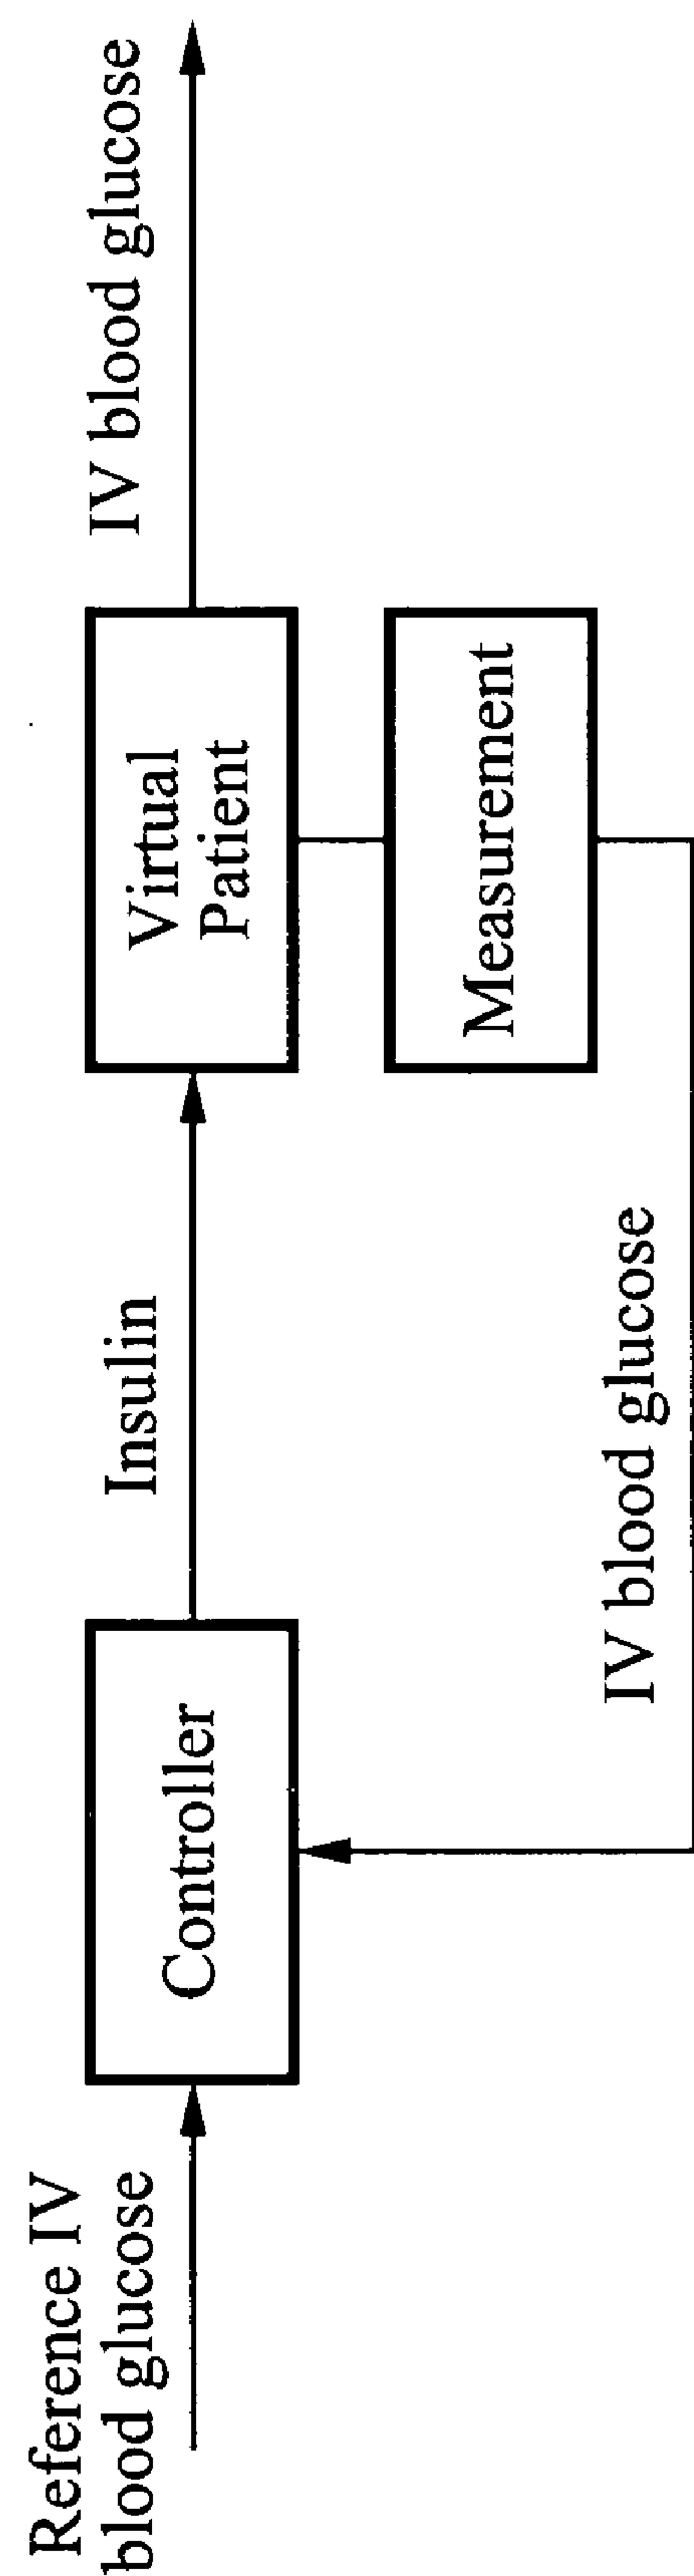 Reference IV
blood glucose
Controller
Insulin
Virtual
Patient
IV blood glucose
Measurement
IV blood glucose